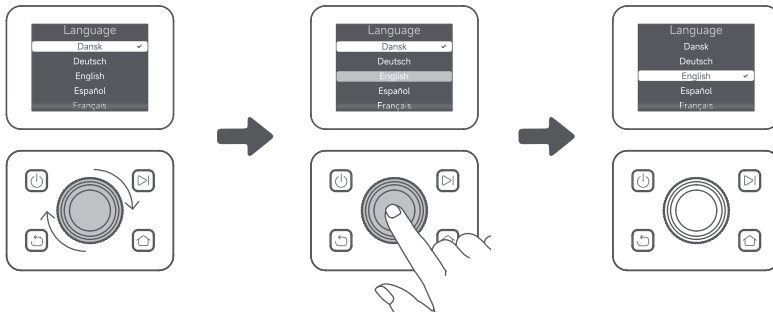 Language
Dansk
Deutsch
English
Español
Français
Language
Dansk
Deutsch
English
Español
Français
Language
Dansk
Deutsch
English
Español
Français